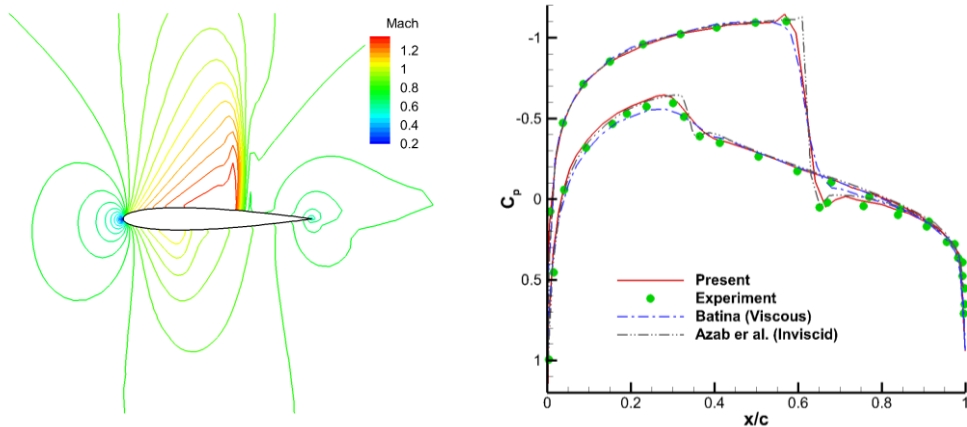 Mach
1.2
1
0.8
0.6
0.4
0.2
-1
-0.5
0
0.5
1
Cp
Present
Experiment
Batina (Viscous)
Azab er al. (Inviscid)
0 0.2 0.4 0.6 0.8 1
x/c